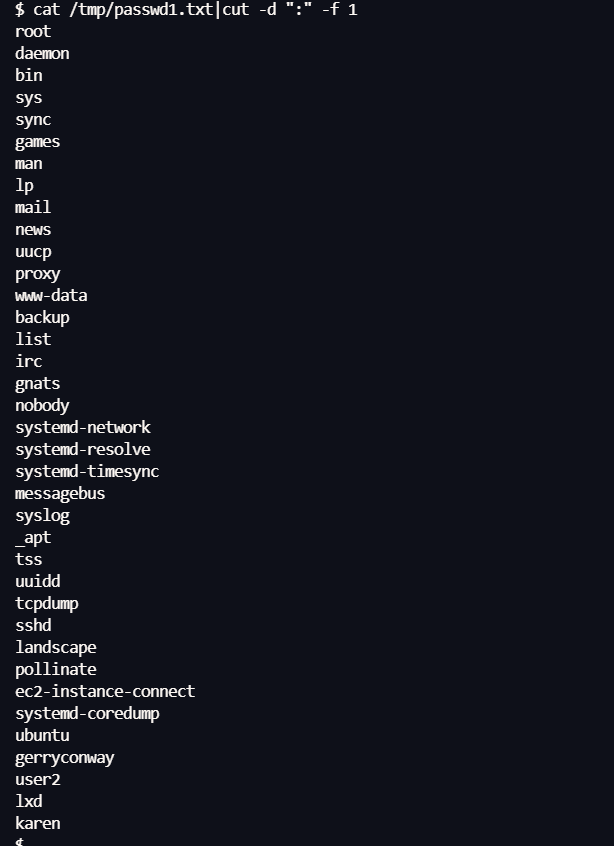 $ cat /tmp/passwd1.txt|cut -d ":" -f 1
root
daemon
bin
sys
sync
games
man
lp
mail
news
uucp
proxy
www-data
backup
list
irc
gnats
nobody
systemd-network
systemd-resolve
systemd-timesync
messagebus
syslog
_apt
tss
uuidd
tcpdump
sshd
landscape
pollinate
ec2-instance-connect
systemd-coredump
ubuntu
gerryconway
user2
lxd
karen
$